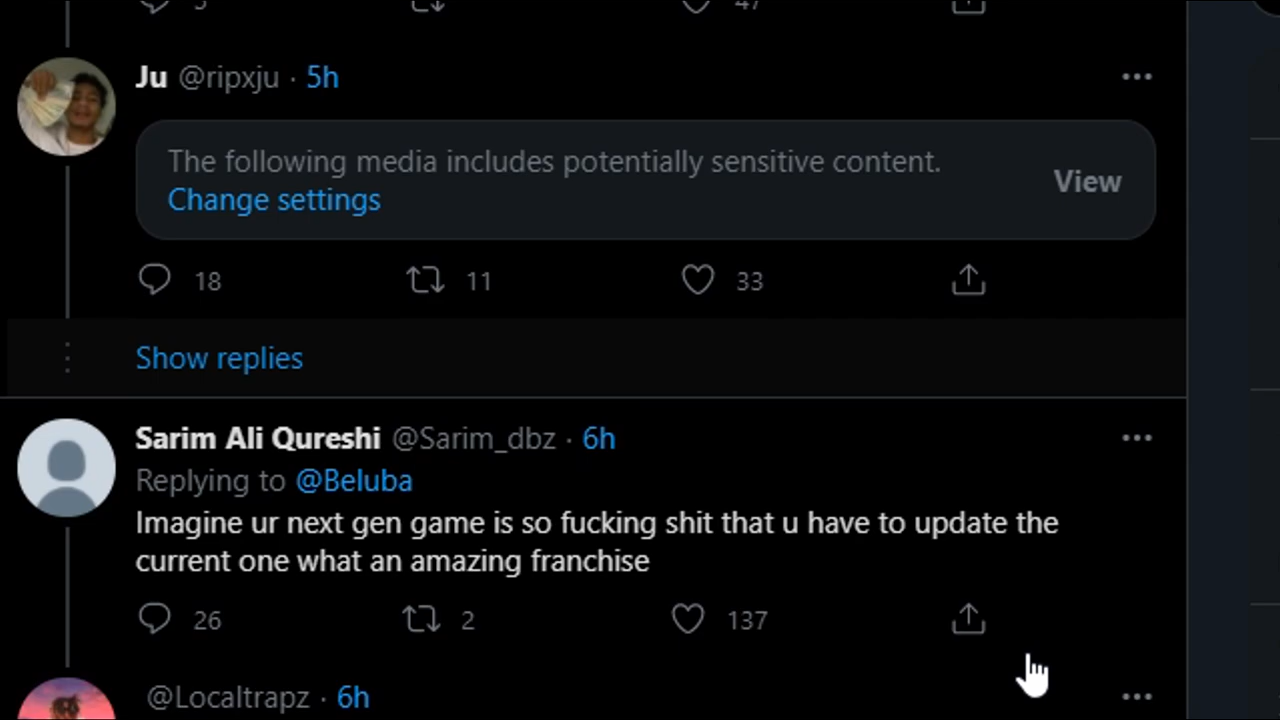 Ju @ripxju · 5h
The following media includes potentially sensitive content.
Change settings
View
18 11 33
Show replies
Sarim Ali Qureshi @Sarim_dbz · 6h
Replying to @Beluba
Imagine ur next gen game is so fucking shit that u have to update the
current one what an amazing franchise
26 2 137
@Localtrapz · 6h